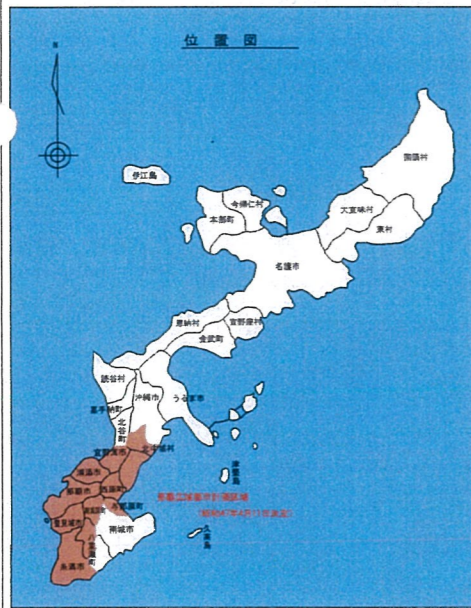 位置図
国頭村
伊江島
今帰仁村
大宜味村
本部町
東村
名護市
恩納村
宜野座村
金武町
読谷村
沖縄市
うるま市
嘉手納町
北谷町
北中城村
宜野湾市
浦添市
津堅島
西原町
那覇市
与那原町
豊見城市
南城市
久高島
八重瀬町
糸満市